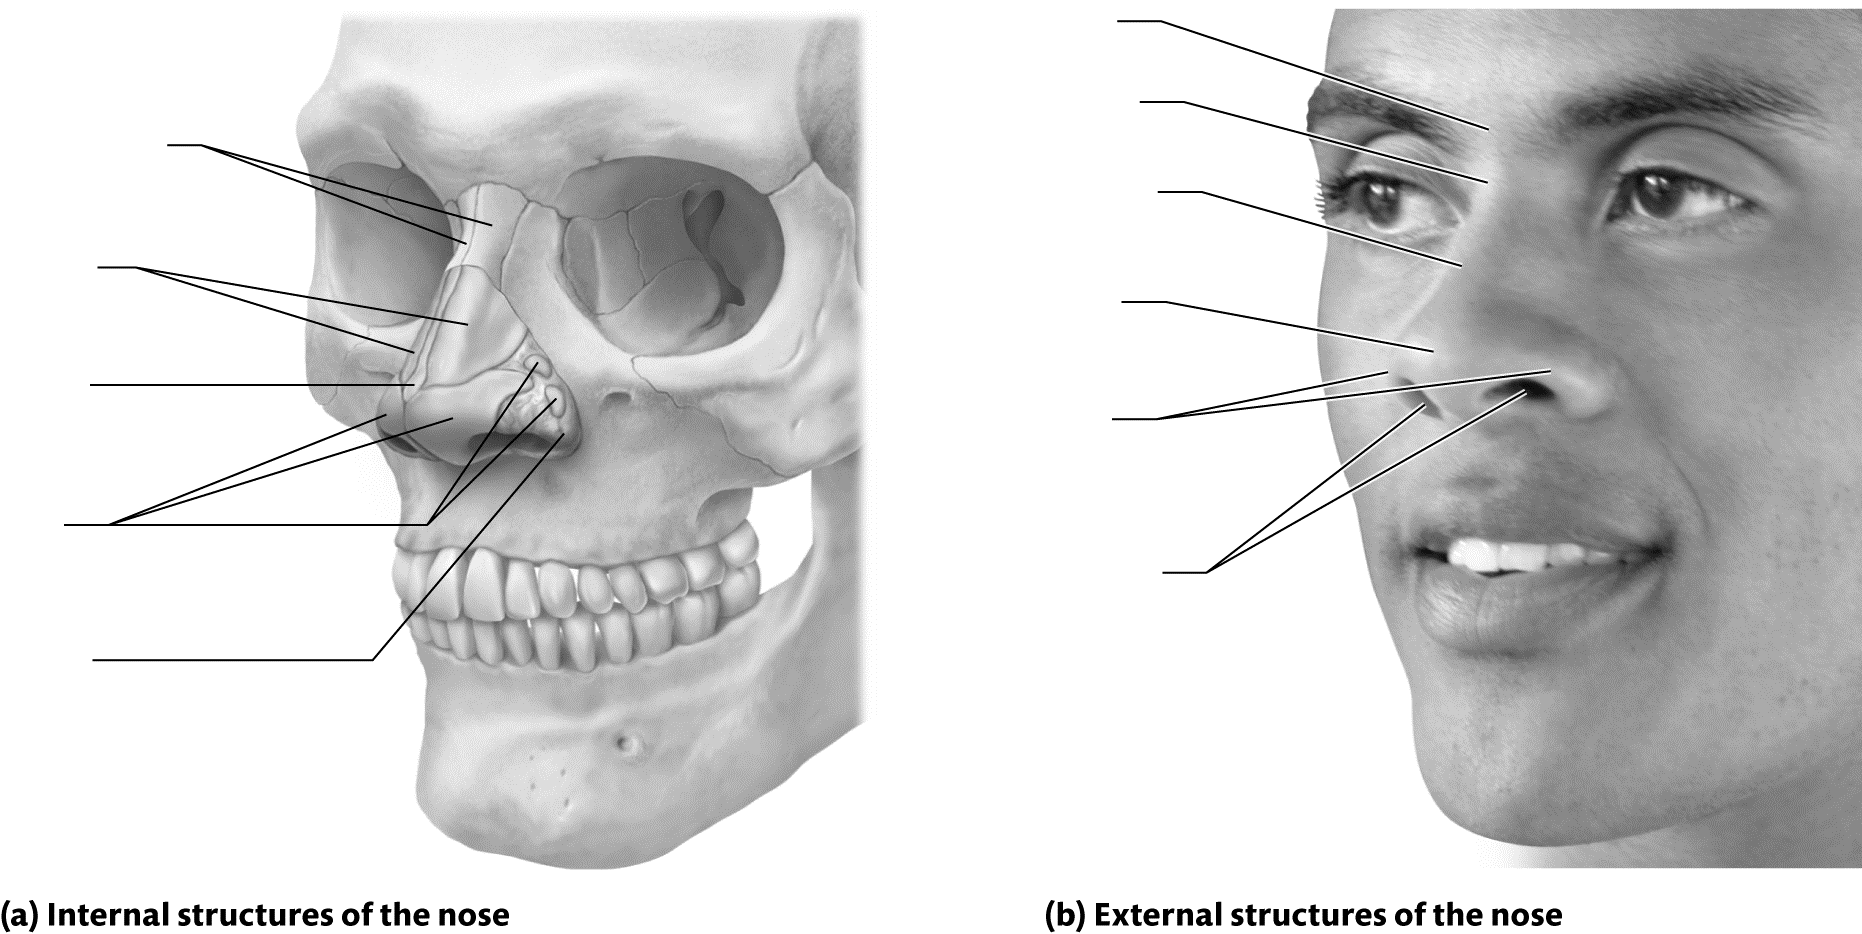 (a) Internal structures of the nose
(b) External structures of the nose